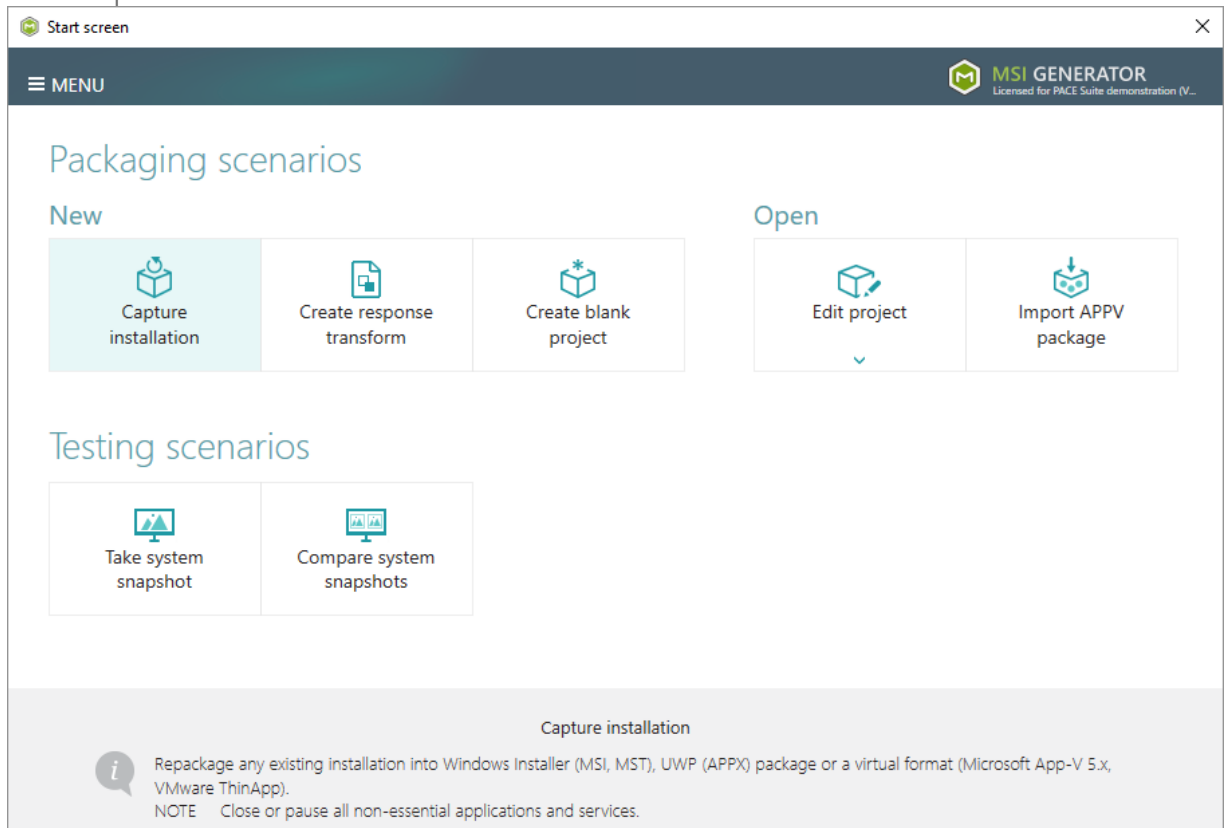 Start screen
MENU
MSI GENERATOR
Licensed for PACE Suite demonstration (V...
Packaging scenarios
New
Open
Capture
installation
Create response
transform
Create blank
project
Edit project
Import APPV
package
Testing scenarios
Take system
snapshot
Compare system
snapshots
Capture installation
Repackage any existing installation into Windows Installer (MSI, MST), UWP (APPX) package or a virtual format (Microsoft App-V 5.x,
VMware ThinApp).
NOTE Close or pause all non-essential applications and services.